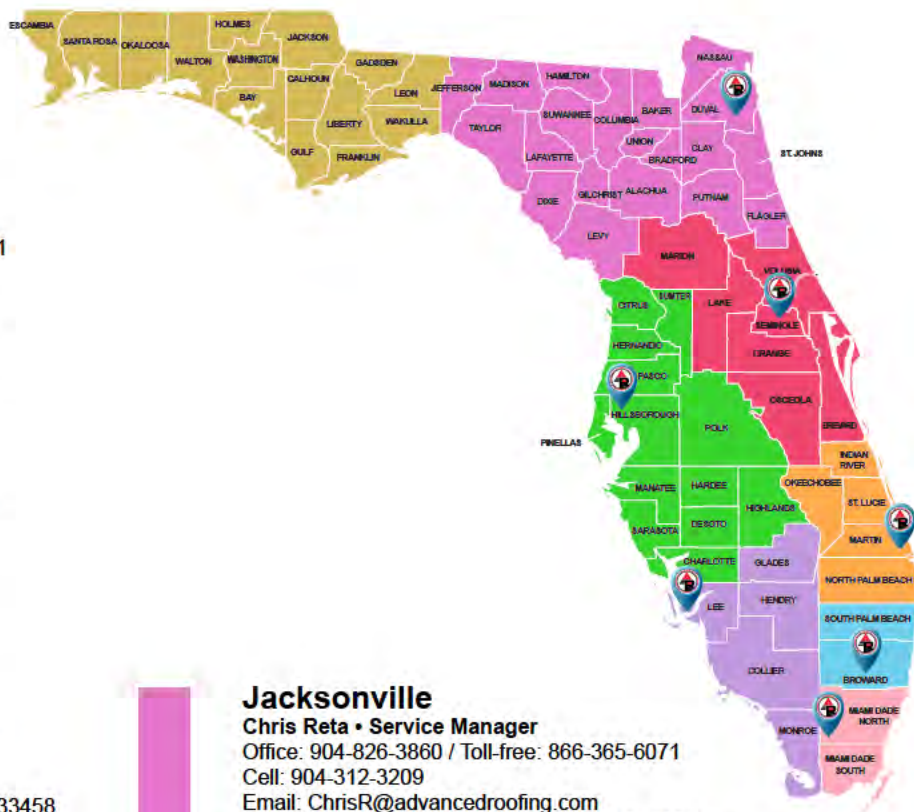 ESCAMBIA
SANTA ROSA
OKALOOSA
WALTON
HOLMES
WASHINGTON
JACKSON
BAY
CALHOUN
GULF
LIBERTY
GADSDEN
FRANKLIN
LEON
WAKULLA
JEFFERSON
MADISON
TAYLOR
HAMILTON
SUWANNEE
LAFAYETTE
DIXIE
COLUMBIA
GILCHRIST
LEVY
BAKER
UNION
BRADFORD
ALACHUA
NASSAU
DUVAL
CLAY
PUTNAM
ST. JOHNS
FLAGLER
1
MARION
VOLUSIA
LAKE
SEMINOLE
ORANGE
OSCEOLA
BREVARD
CITRUS
SUMTER
HERNANDO
PASCO
HILLSBOROUGH
PINELLAS
POLK
MANATEE
HARDEE
HIGHLANDS
SARASOTA
DESOTO
CHARLOTTE
INDIAN
RIVER
OKEECHOBEE
ST. LUCIE
MARTIN
NORTH PALM BEACH
GLADES
LEE
HENDRY
COLLIER
MONROE
SOUTH PALM BEACH
BROWARD
MIAMI DADE
NORTH
MIAMI DADE
SOUTH
Jacksonville
Chris Reta • Service Manager
Office: 904-826-3860 / Toll-free: 866-365-6071
Cell: 904-312-3209
Email: ChrisR@advancedroofing.com
33458